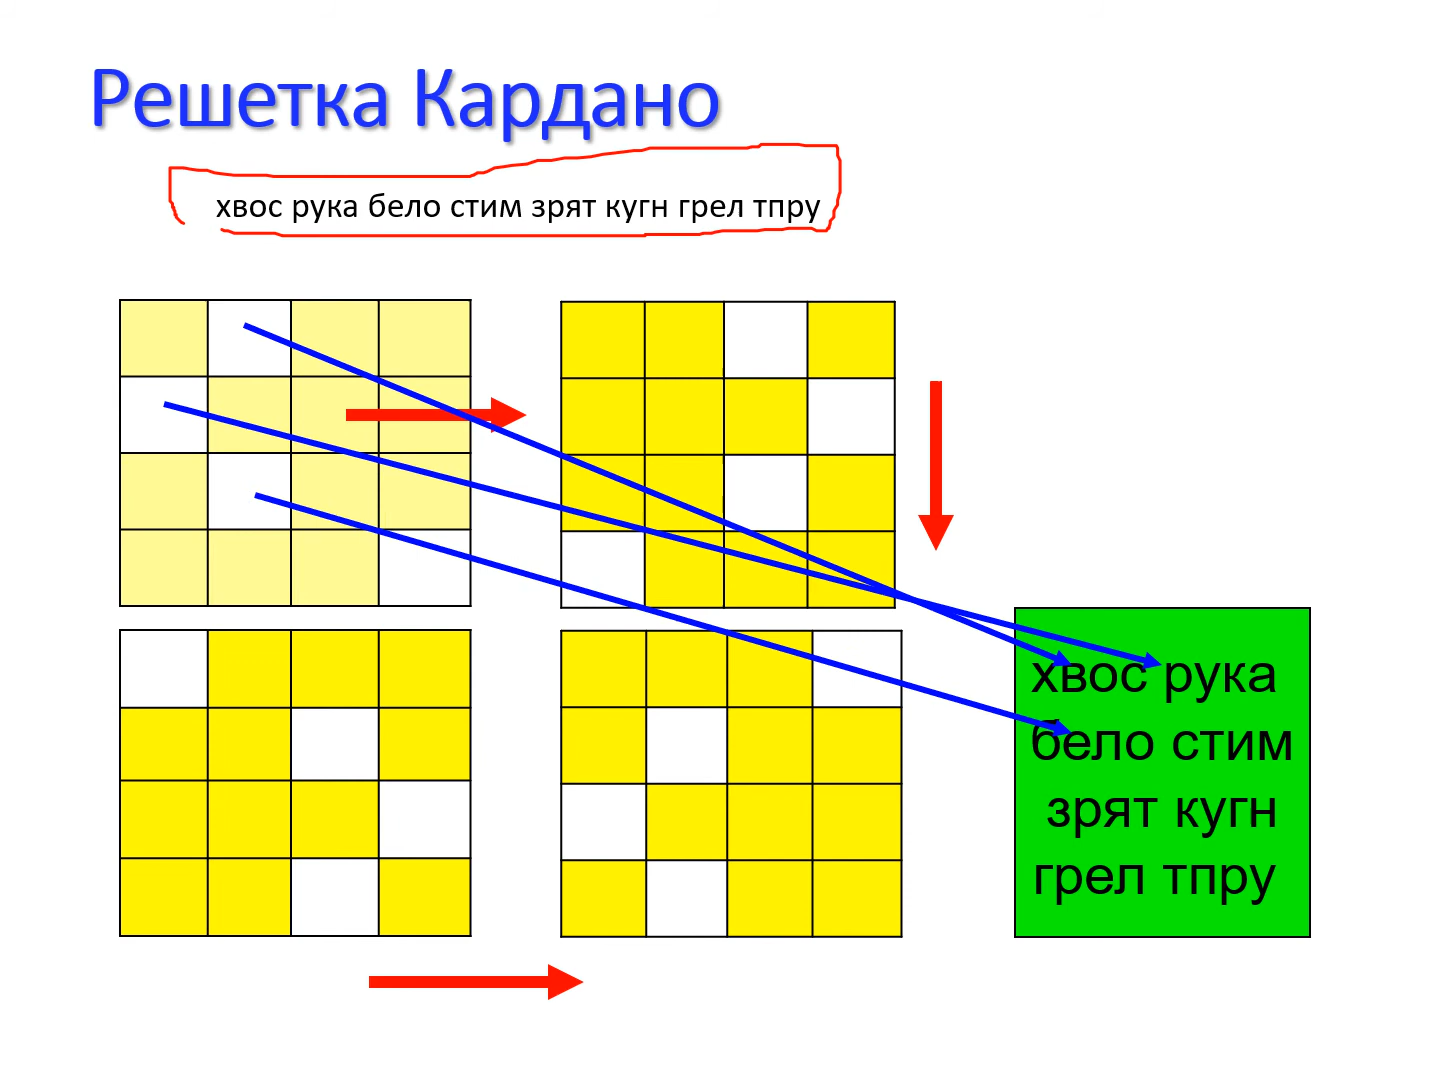 Решетка Кардано
хвос рука бело стим зрят кугн грел тпру
хвос рука
бело стим
зрят кугн
грел тпру